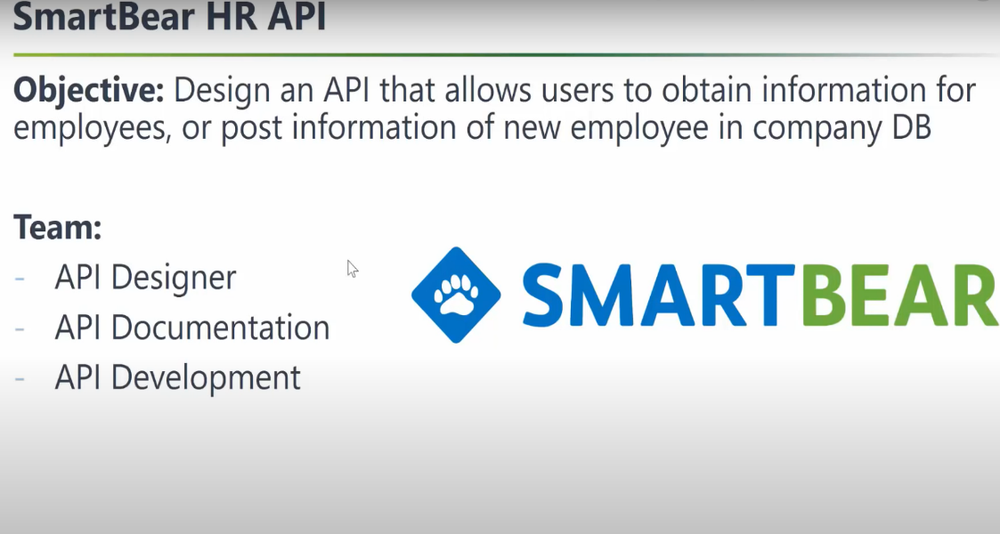 SmartBear HR API
Objective: Design an API that allows users to obtain information for
employees, or post information of new employee in company DB
Team:
- API Designer
- API Documentation
- API Development
SMARTBEAR